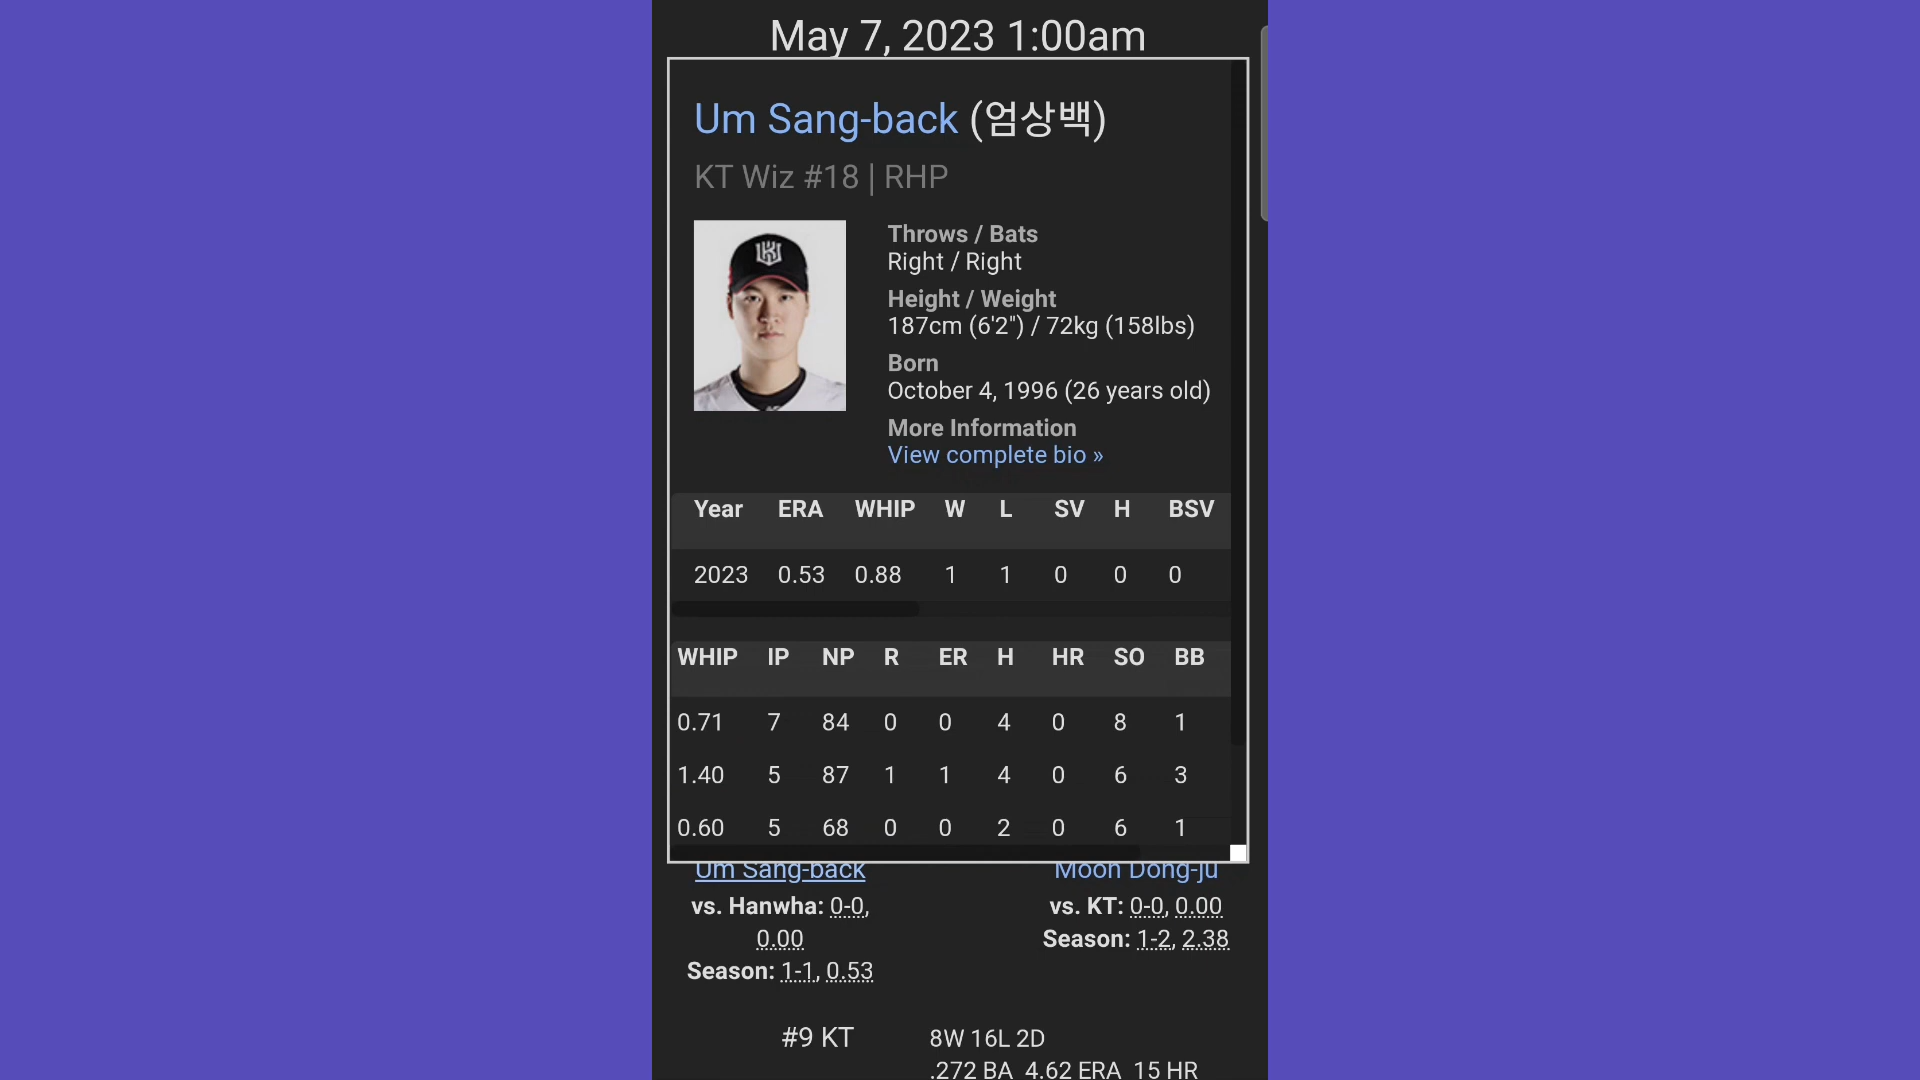 May 7, 2023 1:00am
Um Sang-back (엄상백)
KT Wiz #18 | RHP
Throws / Bats
Right / Right
Height / Weight
187cm (6'2") / 72kg (158lbs)
Born
October 4, 1996 (26 years old)
More Information
View complete bio »
Year ERA WHIP W L SV H BSV
2023 0.53 0.88 1 1 0 0 0
WHIP IP NP R ER H HR SO BB
0.71 7 84 0 0 4 0 8 1
1.40 5 87 1 1 4 0 6 3
0.60 5 68 0 0 2 0 6 1
Um Sang-back Moon Dong-ju
vs. Hanwha: 0-0, vs. KT: 0-0, 0.00
0.00 Season: 1-2, 2.38
Season: 1-1, 0.53
#9 KT 8W 16L 2D
.272 BA 4.62 ERA 15 HR